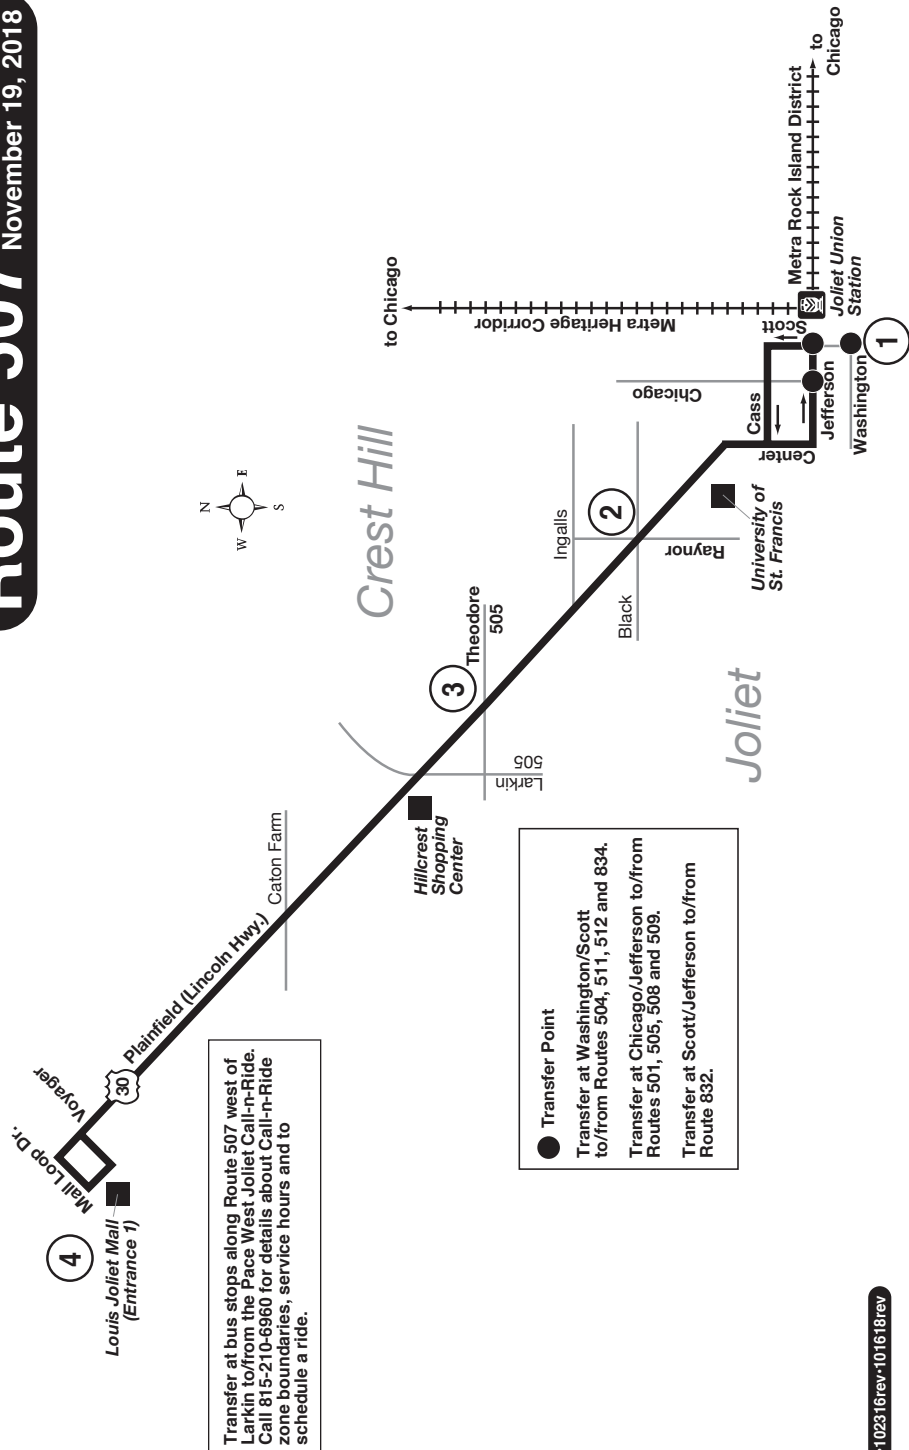 Route 507 November 19, 2018
to
Chicago
Metra Rock Island District
Joliet Union
Station
to Chicago
Metra Heritage Corridor
Scott
1
Washington
Jefferson
Chicago
Cass
Center
N
W
E
S
Crest Hill
Ingalls
2
Raynor
University of
St. Francis
Black
Theodore
505
3
Joliet
505
Larkin
Hillcrest
Shopping
Center
Caton Farm
Plainfield (Lincoln Hwy.)
30
Voyager
Mall Loop Dr.
4
Louis Joliet Mall
(Entrance 1)
Transfer at bus stops along Route 507 west of
Larkin to/from the Pace West Joliet Call-n-Ride.
Call 815-210-6960 for details about Call-n-Ride
zone boundaries, service hours and to
schedule a ride.
Transfer Point
Transfer at Washington/Scott
to/from Routes 504, 511, 512 and 834.
Transfer at Chicago/Jefferson to/from
Routes 501, 505, 508 and 509.
Transfer at Scott/Jefferson to/from
Route 832.
102316rev•101618rev